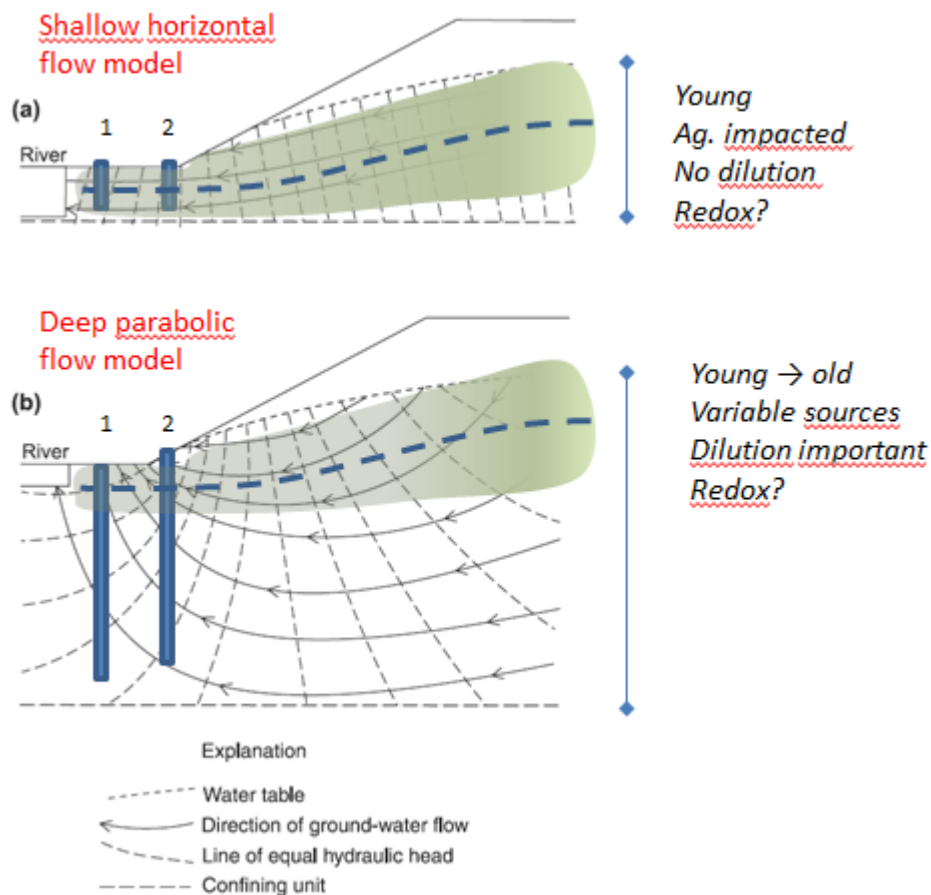 Shallow horizontal
flow model
(a)
1 2
River
Young
Ag. impacted
No dilution
Redox?
Deep parabolic
flow model
(b)
1 2
River
Young → old
Variable sources
Dilution important
Redox?
Explanation
Water table
Direction of ground-water flow
Line of equal hydraulic head
Confining unit